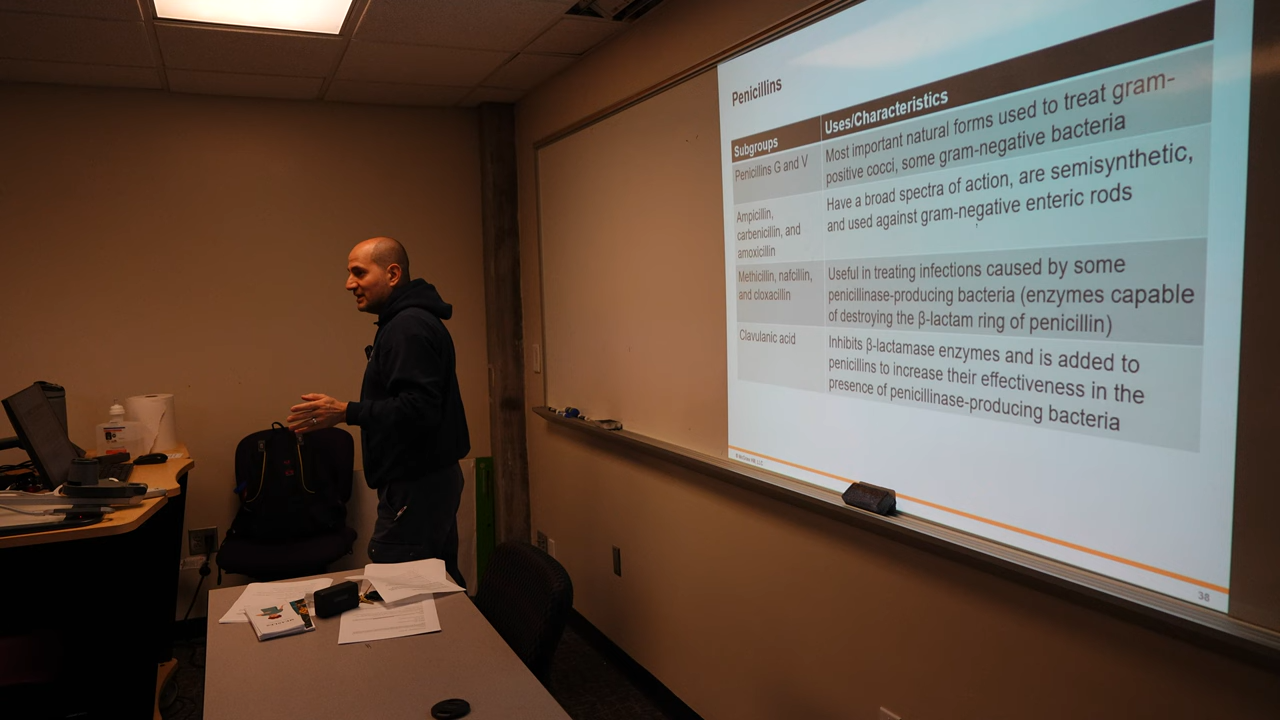 Penicillins
Subgroups
Uses/Characteristics
Penicillins G and V
Most important natural forms used to treat gram-
positive cocci, some gram-negative bacteria
Ampicillin,
carbenicillin, and
amoxicillin
Have a broad spectra of action, are semisynthetic,
and used against gram-negative enteric rods
Methicillin, nafcillin,
and cloxacillin
Useful in treating infections caused by some
penicillinase-producing bacteria (enzymes capable
of destroying the β-lactam ring of penicillin)
Clavulanic acid
Inhibits β-lactamase enzymes and is added to
penicillins to increase their effectiveness in the
presence of penicillinase-producing bacteria
38